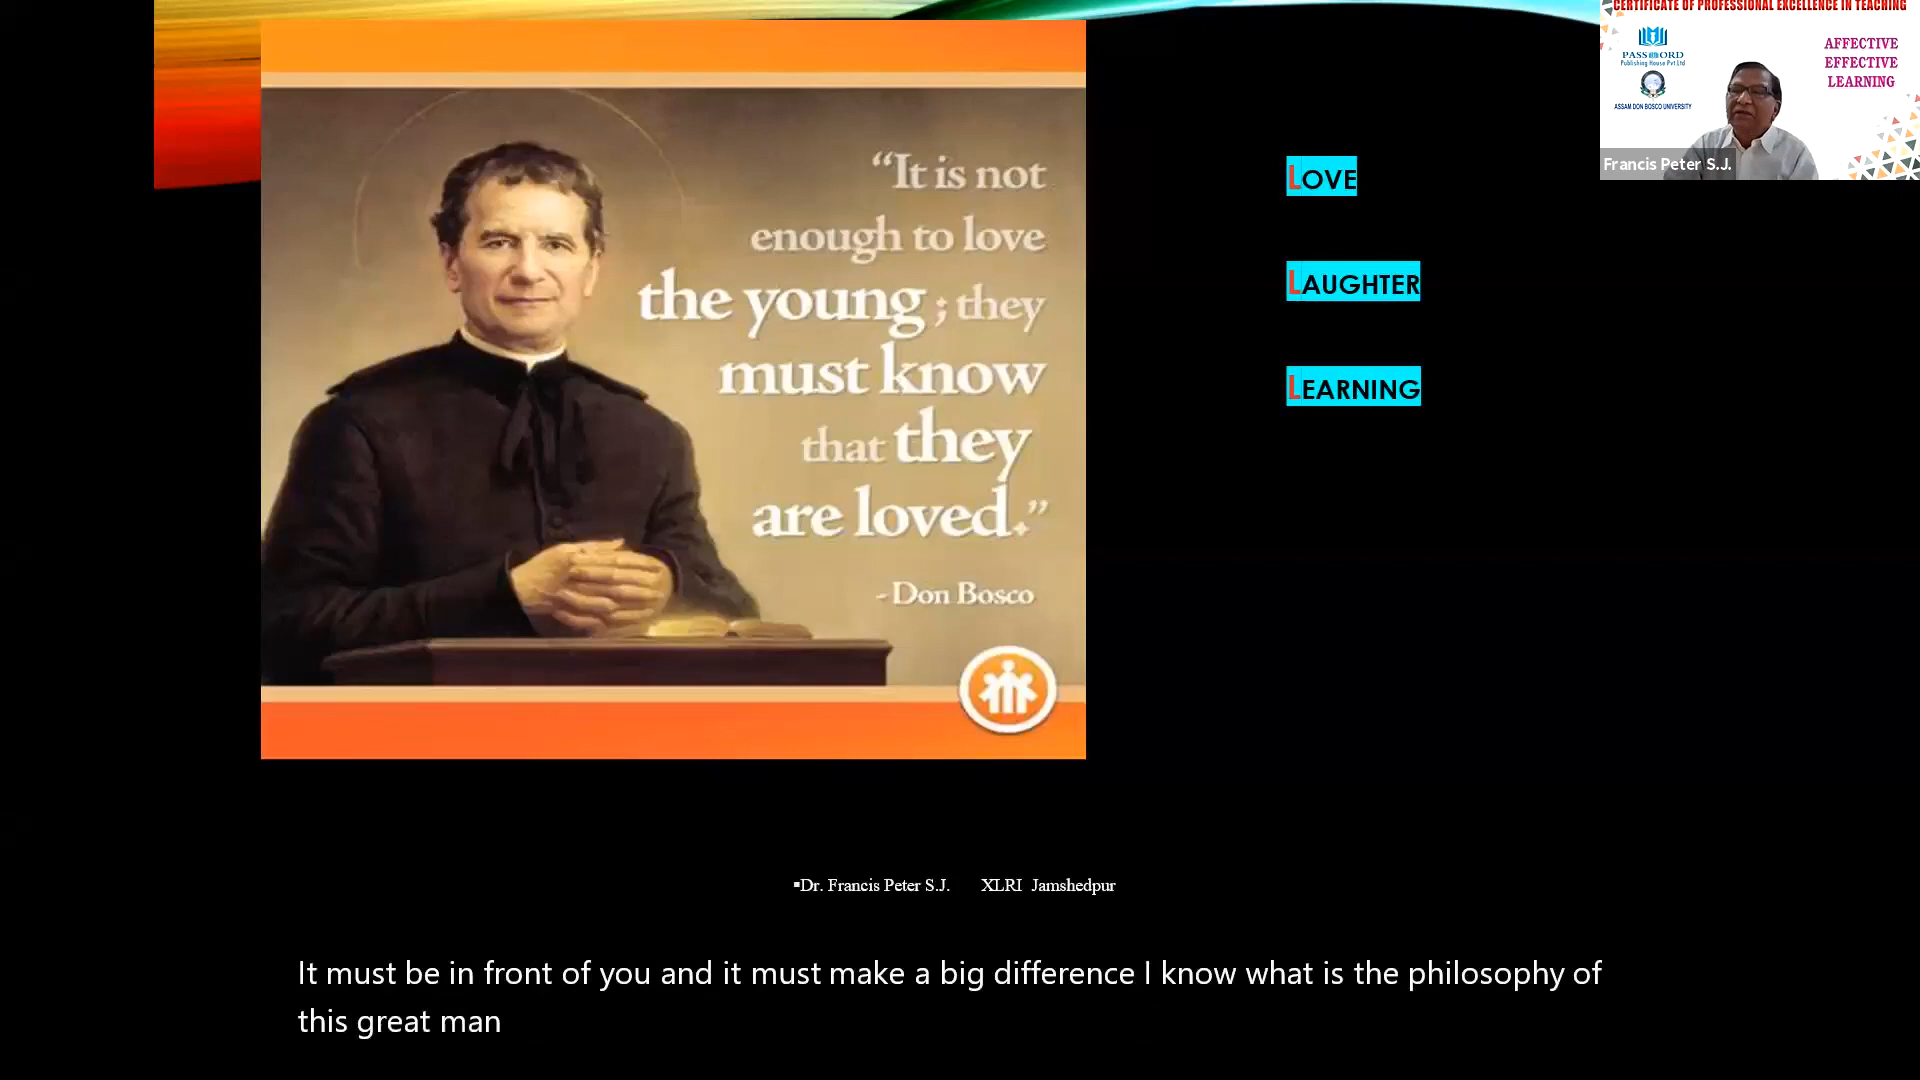 “It is not
enough to love
the young ; they
must know
that they
are loved.”
- Don Bosco
LOVE
LAUGHTER
LEARNING
CERTIFICATE OF PROFESSIONAL EXCELLENCE IN TEACHING
PASSWORD
Publishing House Pvt Ltd
ASSAM DON BOSCO UNIVERSITY
AFFECTIVE
EFFECTIVE
LEARNING
Francis Peter S.J.
▪Dr. Francis Peter S.J. XLRI Jamshedpur
It must be in front of you and it must make a big difference I know what is the philosophy of
this great man